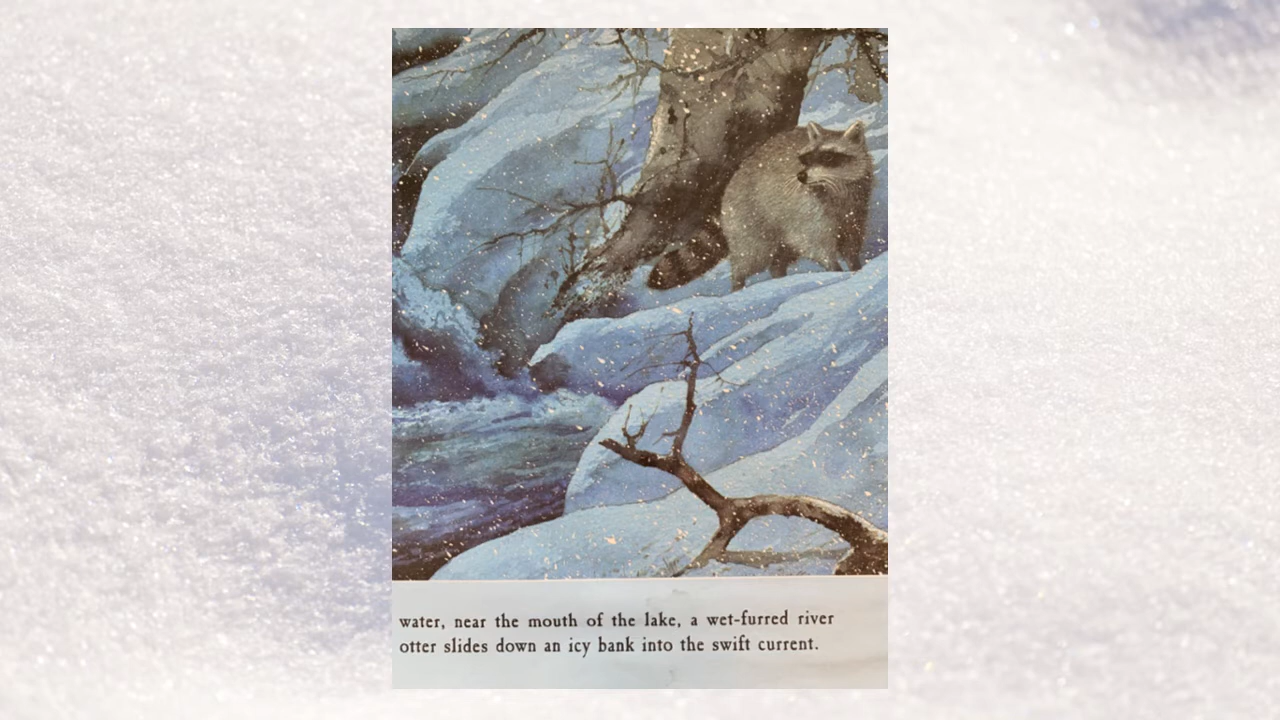 water, near the mouth of the lake, a wet-furred river
otter slides down an icy bank into the swift current.